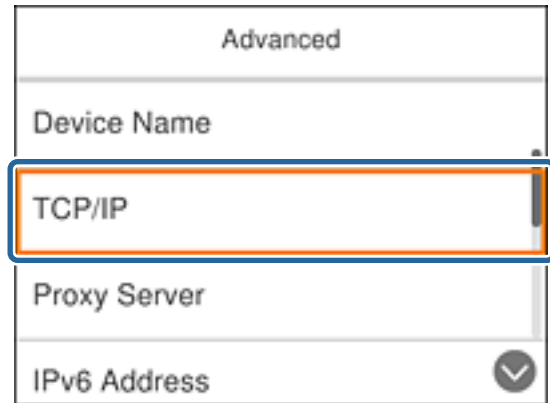 Advanced
Device Name
TCP/IP
Proxy Server
IPv6 Address